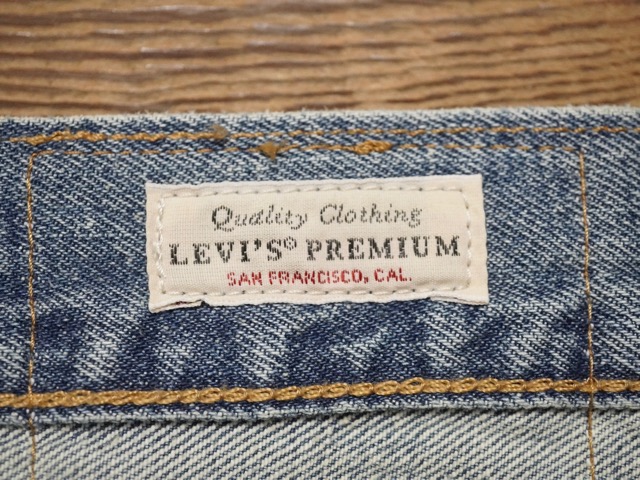 Quality Clothing
LEVI'S® PREMIUM
SAN FRANCISCO, CAL.